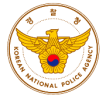 경찰청
KOREAN NATIONAL POLICE AGENCY